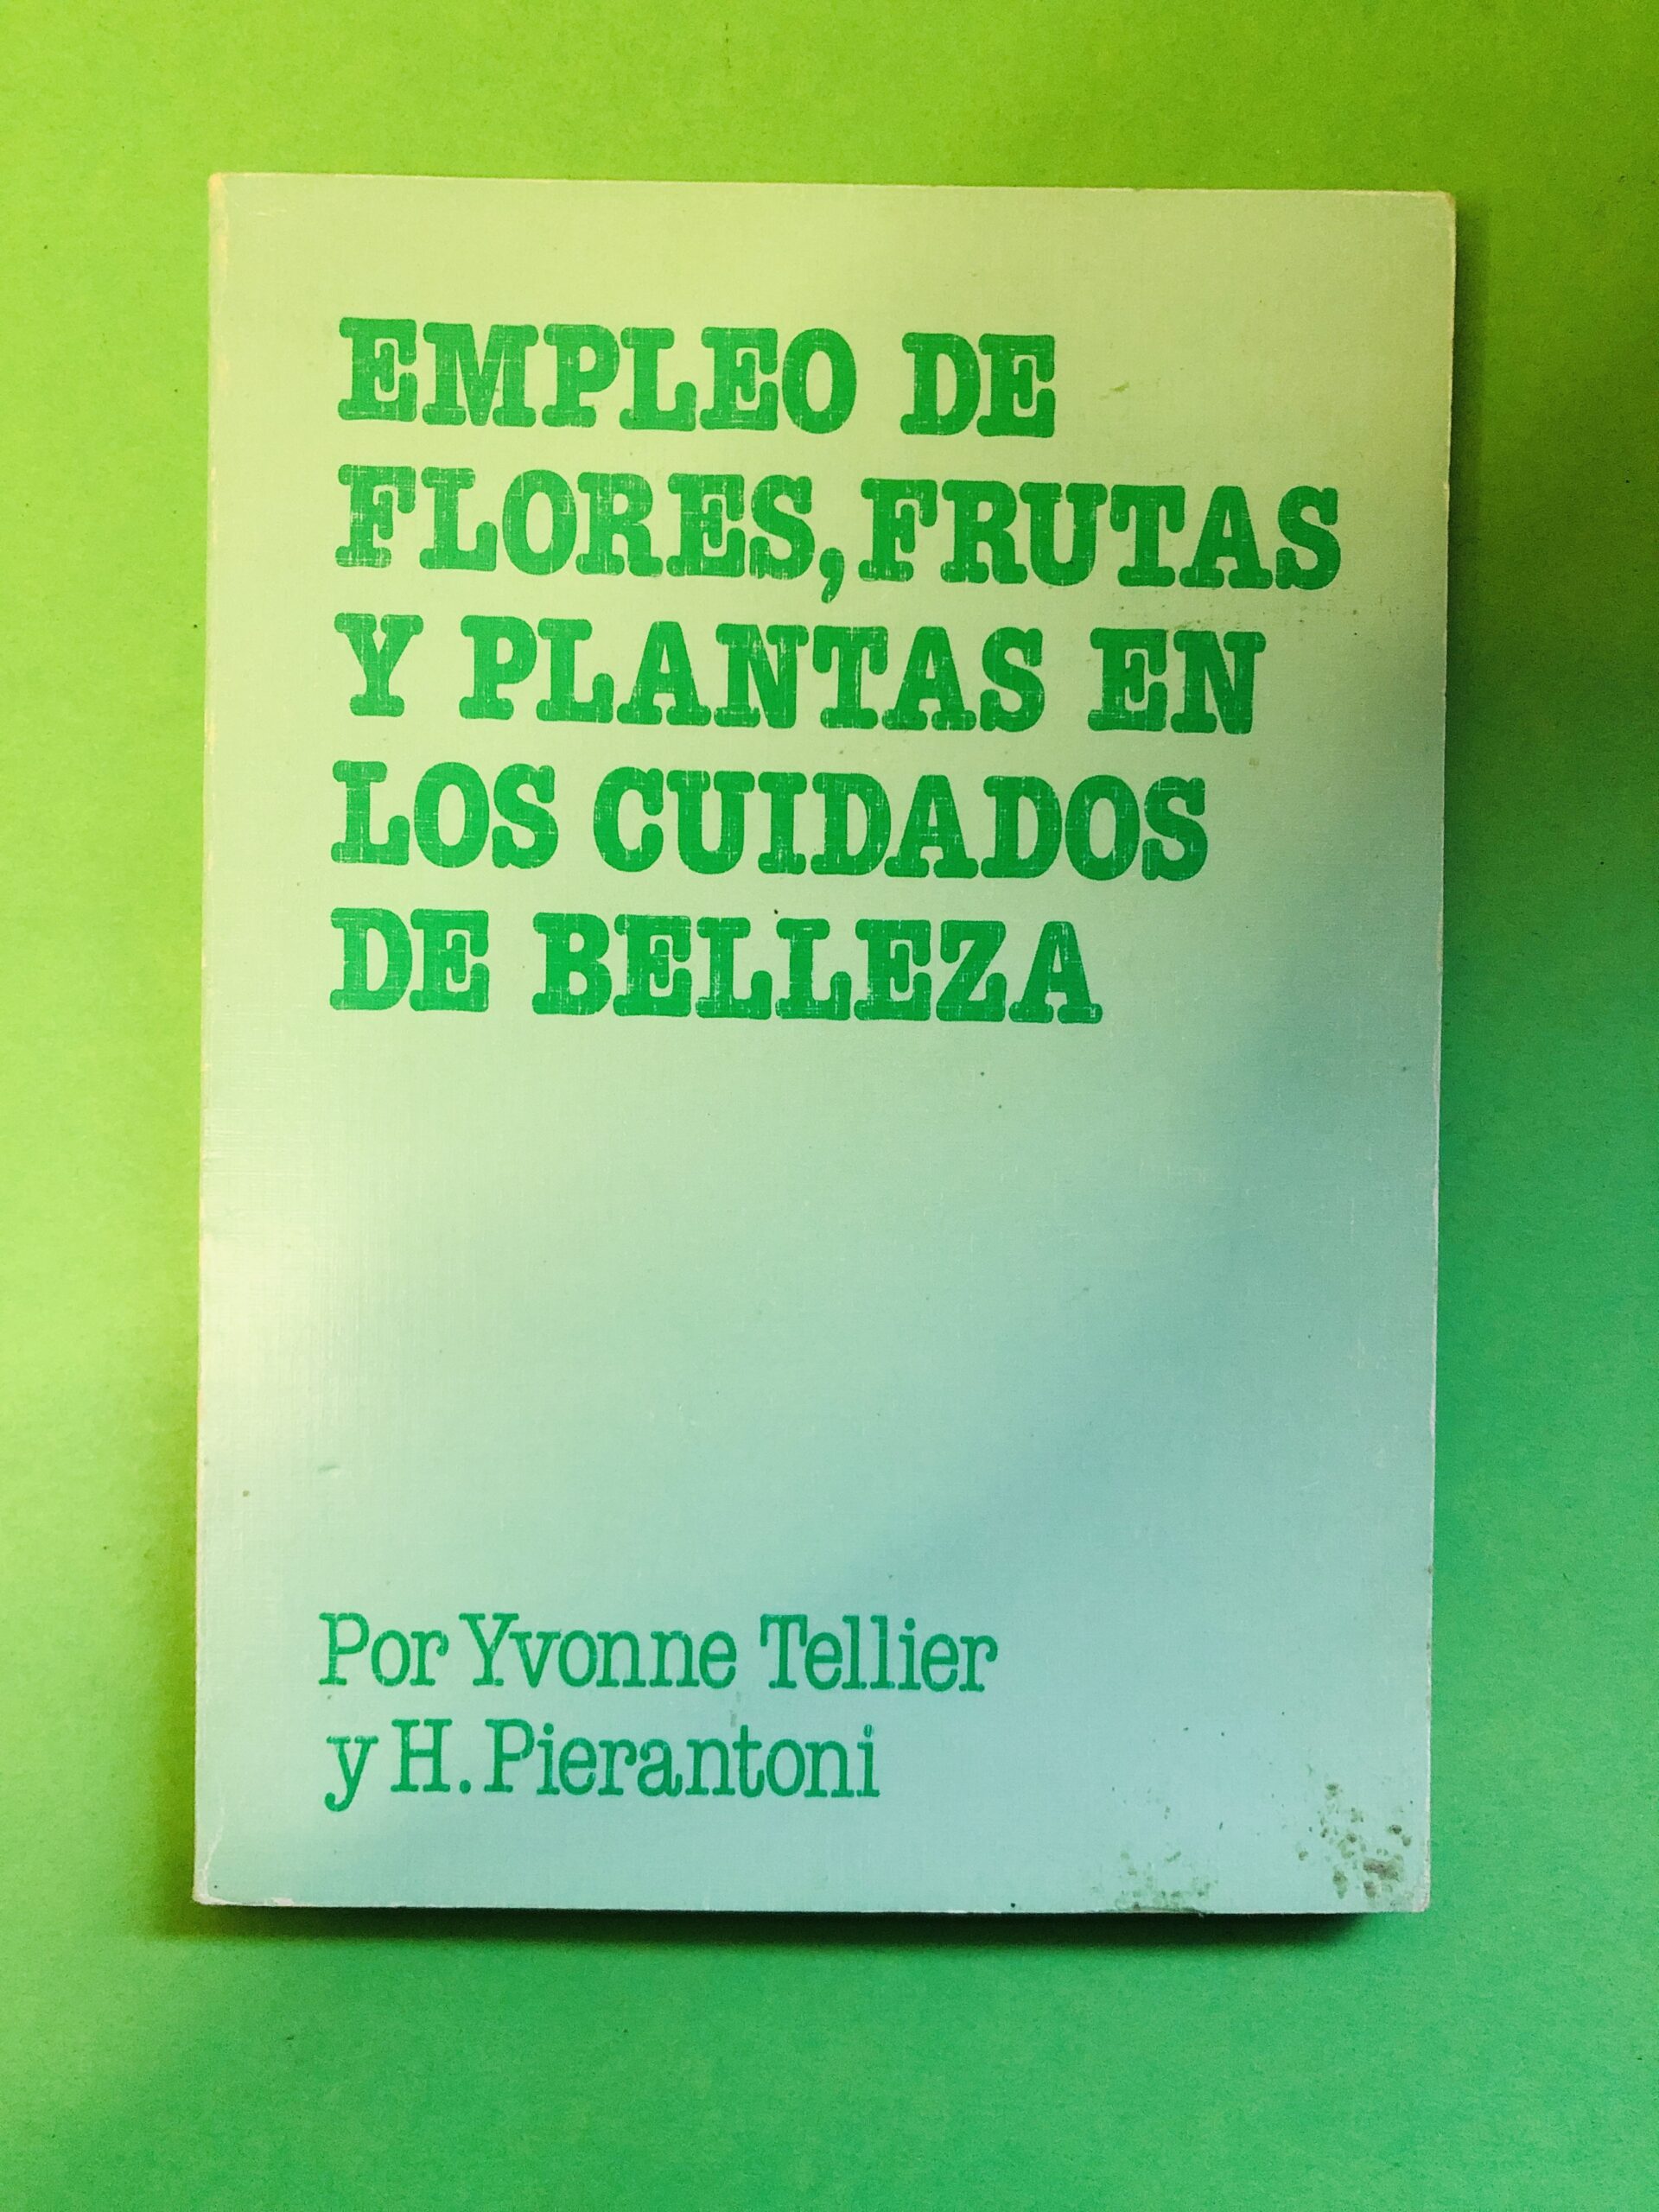 EMPLEO DE
FLORES, FRUTAS
Y PLANTAS EN
LOS CUIDADOS
DE BELLEZA
Por Yvonne Tellier
y H. Pierantoni